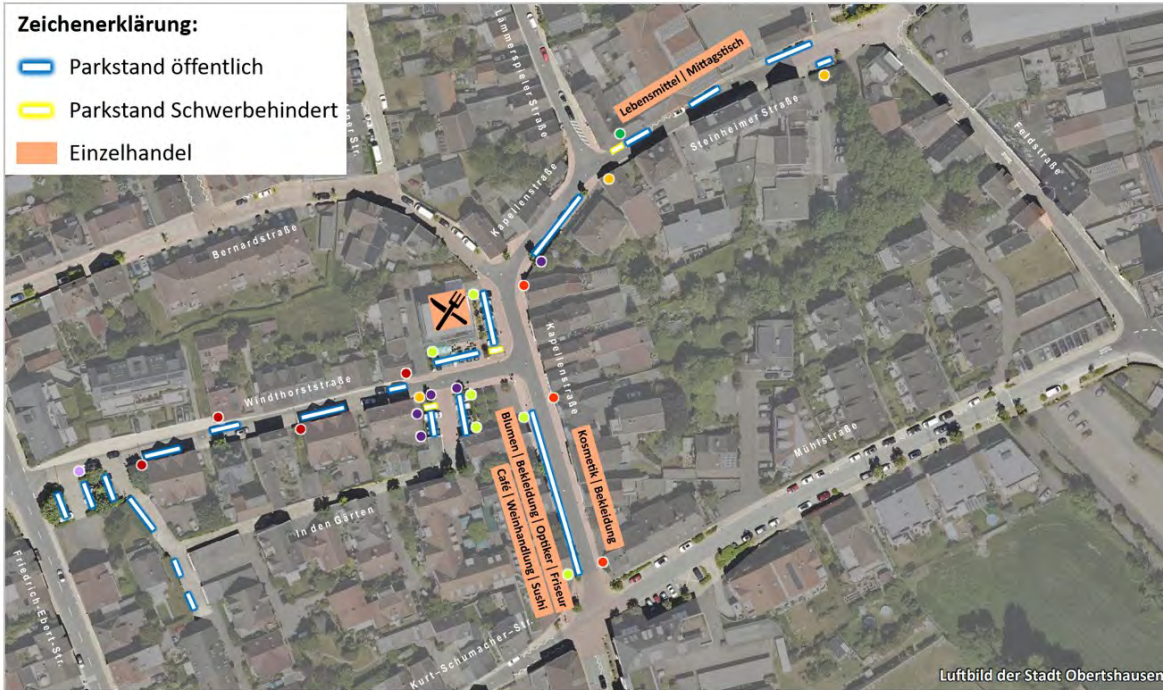 Zeichenerklärung:
Parkstand öffentlich
Parkstand Schwerbehindert
Einzelhandel
Lämmerspieler Straße
Lebensmittel | Mittagstisch
Steinheimer Straße
Feldstraße
Kapellenstraße
Bernardstraße
Kapellenstraße
Windthorststraße
Mühlstraße
Blumen | Bekleidung | Optiker | Friseur
Café | Weinhandlung | Sushi
Kosmetik | Bekleidung
In den Gärten
Friedrich-Ebert-Str.
Kurt-Schumacher-Str.
Luftbild der Stadt Obertshausen